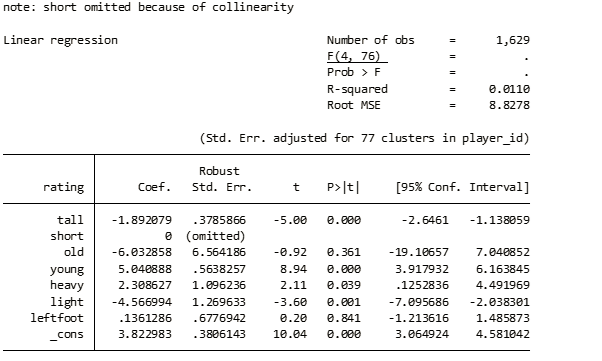 note: short omitted because of collinearity
Linear regression Number of obs = 1,629
F(4, 76) = .
Prob > F = .
R-squared = 0.0110
Root MSE = 8.8278
(Std. Err. adjusted for 77 clusters in player_id)
Robust
rating Coef. Std. Err. t P>|t| [95% Conf. Interval]
tall -1.892079 .3785866 -5.00 0.000 -2.6461 -1.138059
short 0 (omitted)
old -6.032858 6.564186 -0.92 0.361 -19.10657 7.040852
young 5.040888 .5638257 8.94 0.000 3.917932 6.163845
heavy 2.308627 1.096236 2.11 0.039 .1252836 4.491969
light -4.566994 1.269633 -3.60 0.001 -7.095686 -2.038301
leftfoot .1361286 .6776942 0.20 0.841 -1.213616 1.485873
_cons 3.822983 .3806143 10.04 0.000 3.064924 4.581042